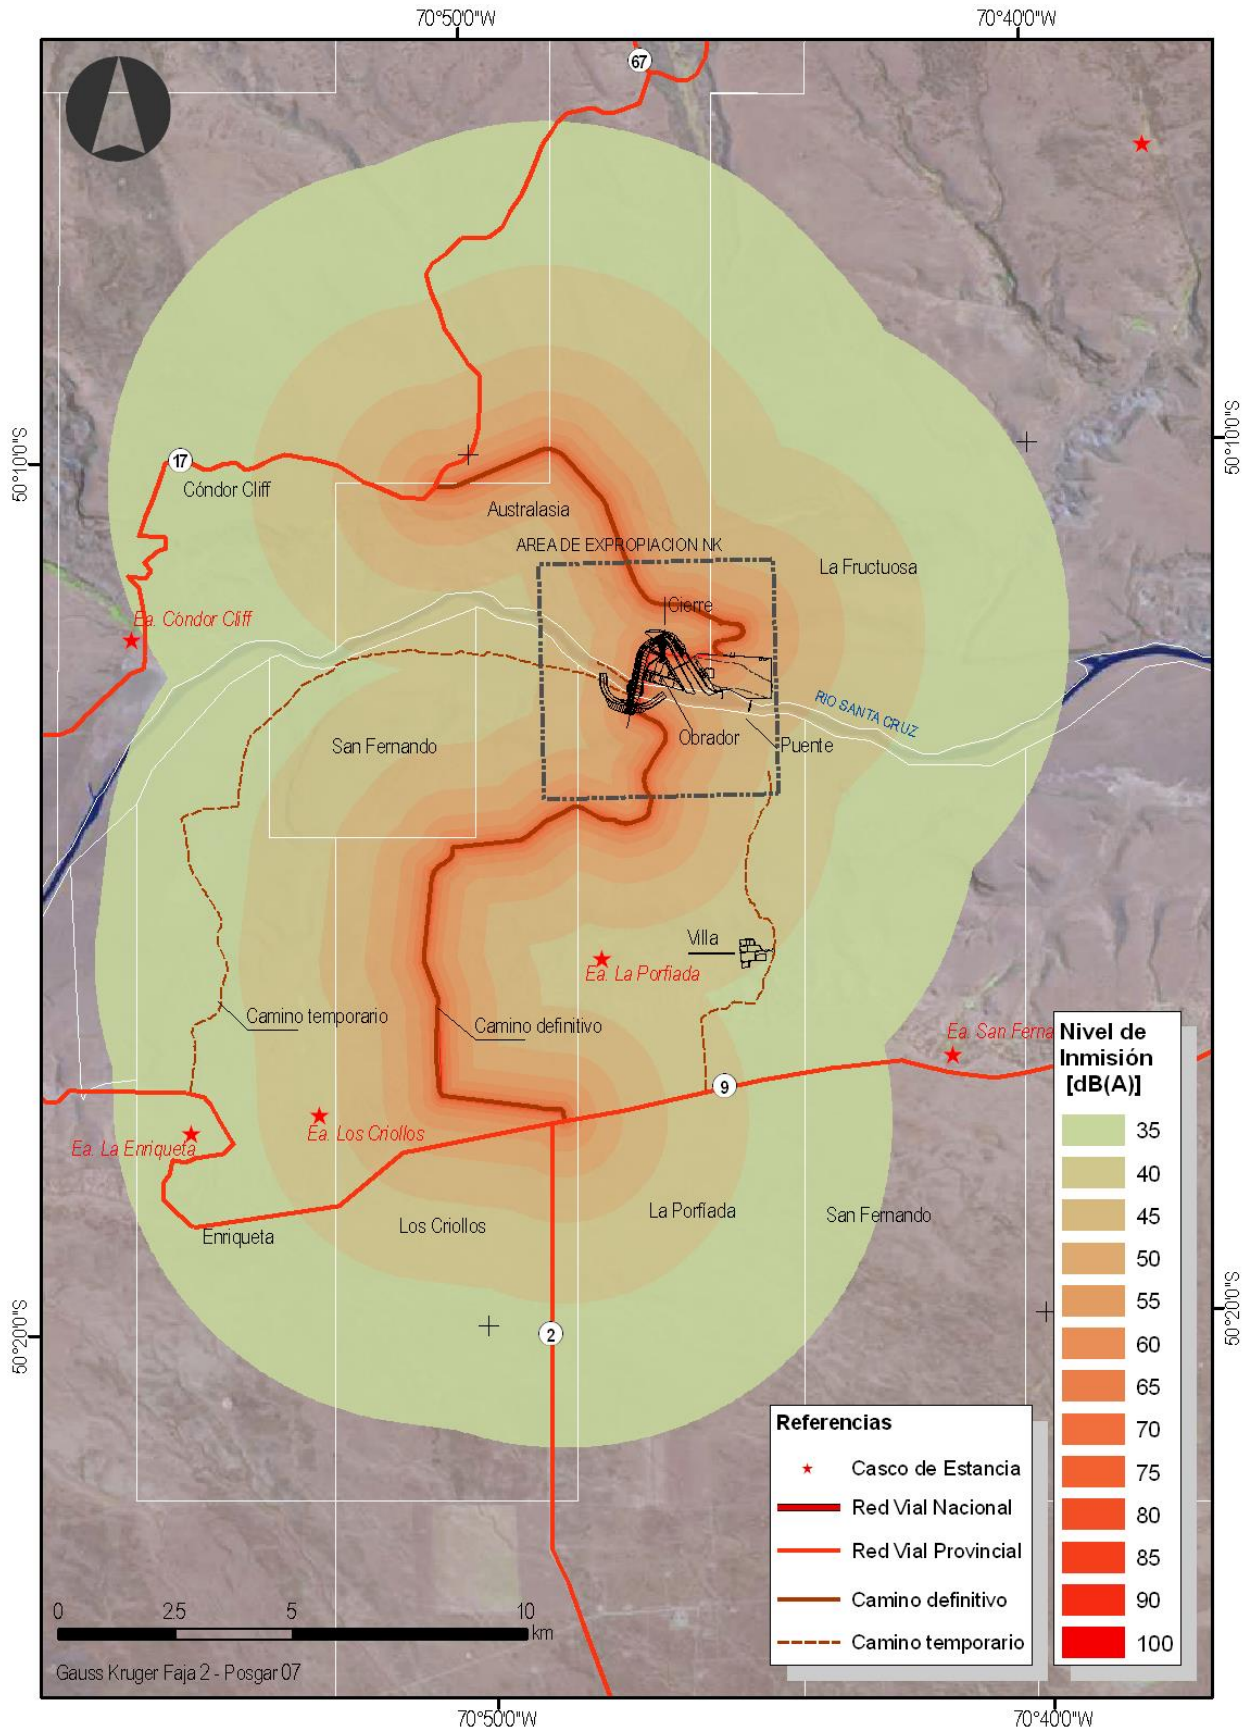 70°50'0"W
70°40'0"W
67
50°10'0"S
50°10'0"S
17
Cóndor Cliff
Australasia
AREA DE EXPROPIACION NK
La Fructuosa
Cierre
Ea. Cóndor Cliff
RIO SANTA CRUZ
San Fernando
Obrador
Puente
Villa
Ea. La Porfiada
Camino temporario
Camino definitivo
Ea. San Ferna
9
Ea. La Enriqueta
Ea. Los Criollos
La Porfíada
San Fernando
Los Criollos
Enriqueta
50°20'0"S
50°20'0"S
2
Nivel de
Inmisión
[dB(A)]
35
40
45
50
55
60
65
70
75
80
85
90
100
Referencias
Casco de Estancia
Red Vial Nacional
Red Vial Provincial
Camino definitivo
Camino temporario
0 2.5 5 10
km
Gauss Kruger Faja 2 - Posgar 07
70°50'0"W
70°40'0"W